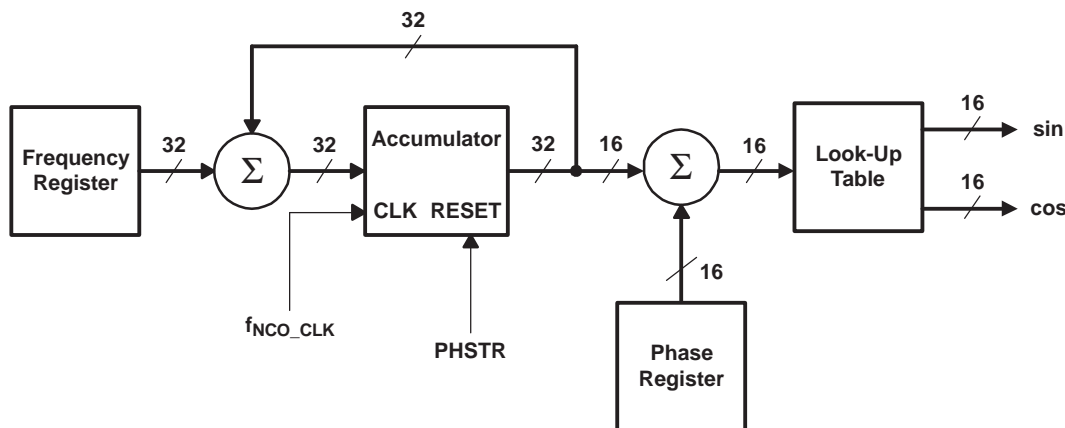 32
Frequency
Register
32
Σ
32
Accumulator
CLK RESET
32
16
Σ
16
Look-Up
Table
16
sin
16
cos
16
fNCO_CLK
PHSTR
Phase
Register